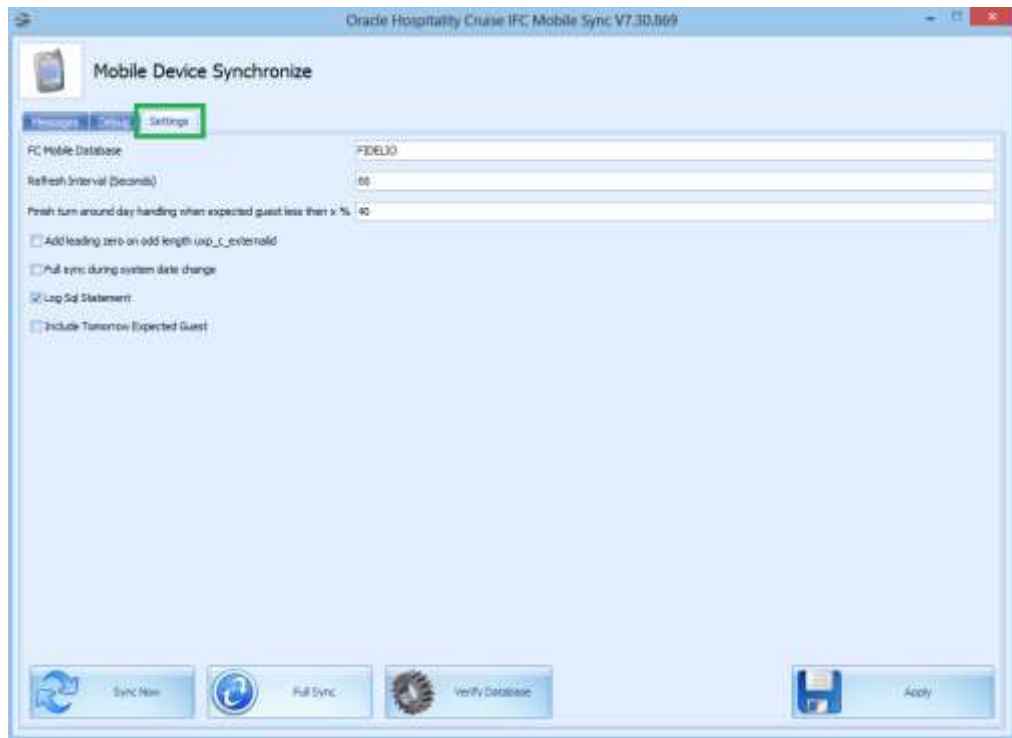 Oracle Hospitality Cruise IFC Mobile Sync V7.30.869
Mobile Device Synchronize
Messages Debug Settings
FC Mobile Database FIDELIO
Refresh Interval (Seconds)
Finish turn around day handling when expected guest less then x % 40
Add leading zero on odd length uxp_c_externalid
Full sync during system date change
Log Sql Statement
Include Tomorrow Expected Guest
Sync Now Full Sync Verify Database Apply